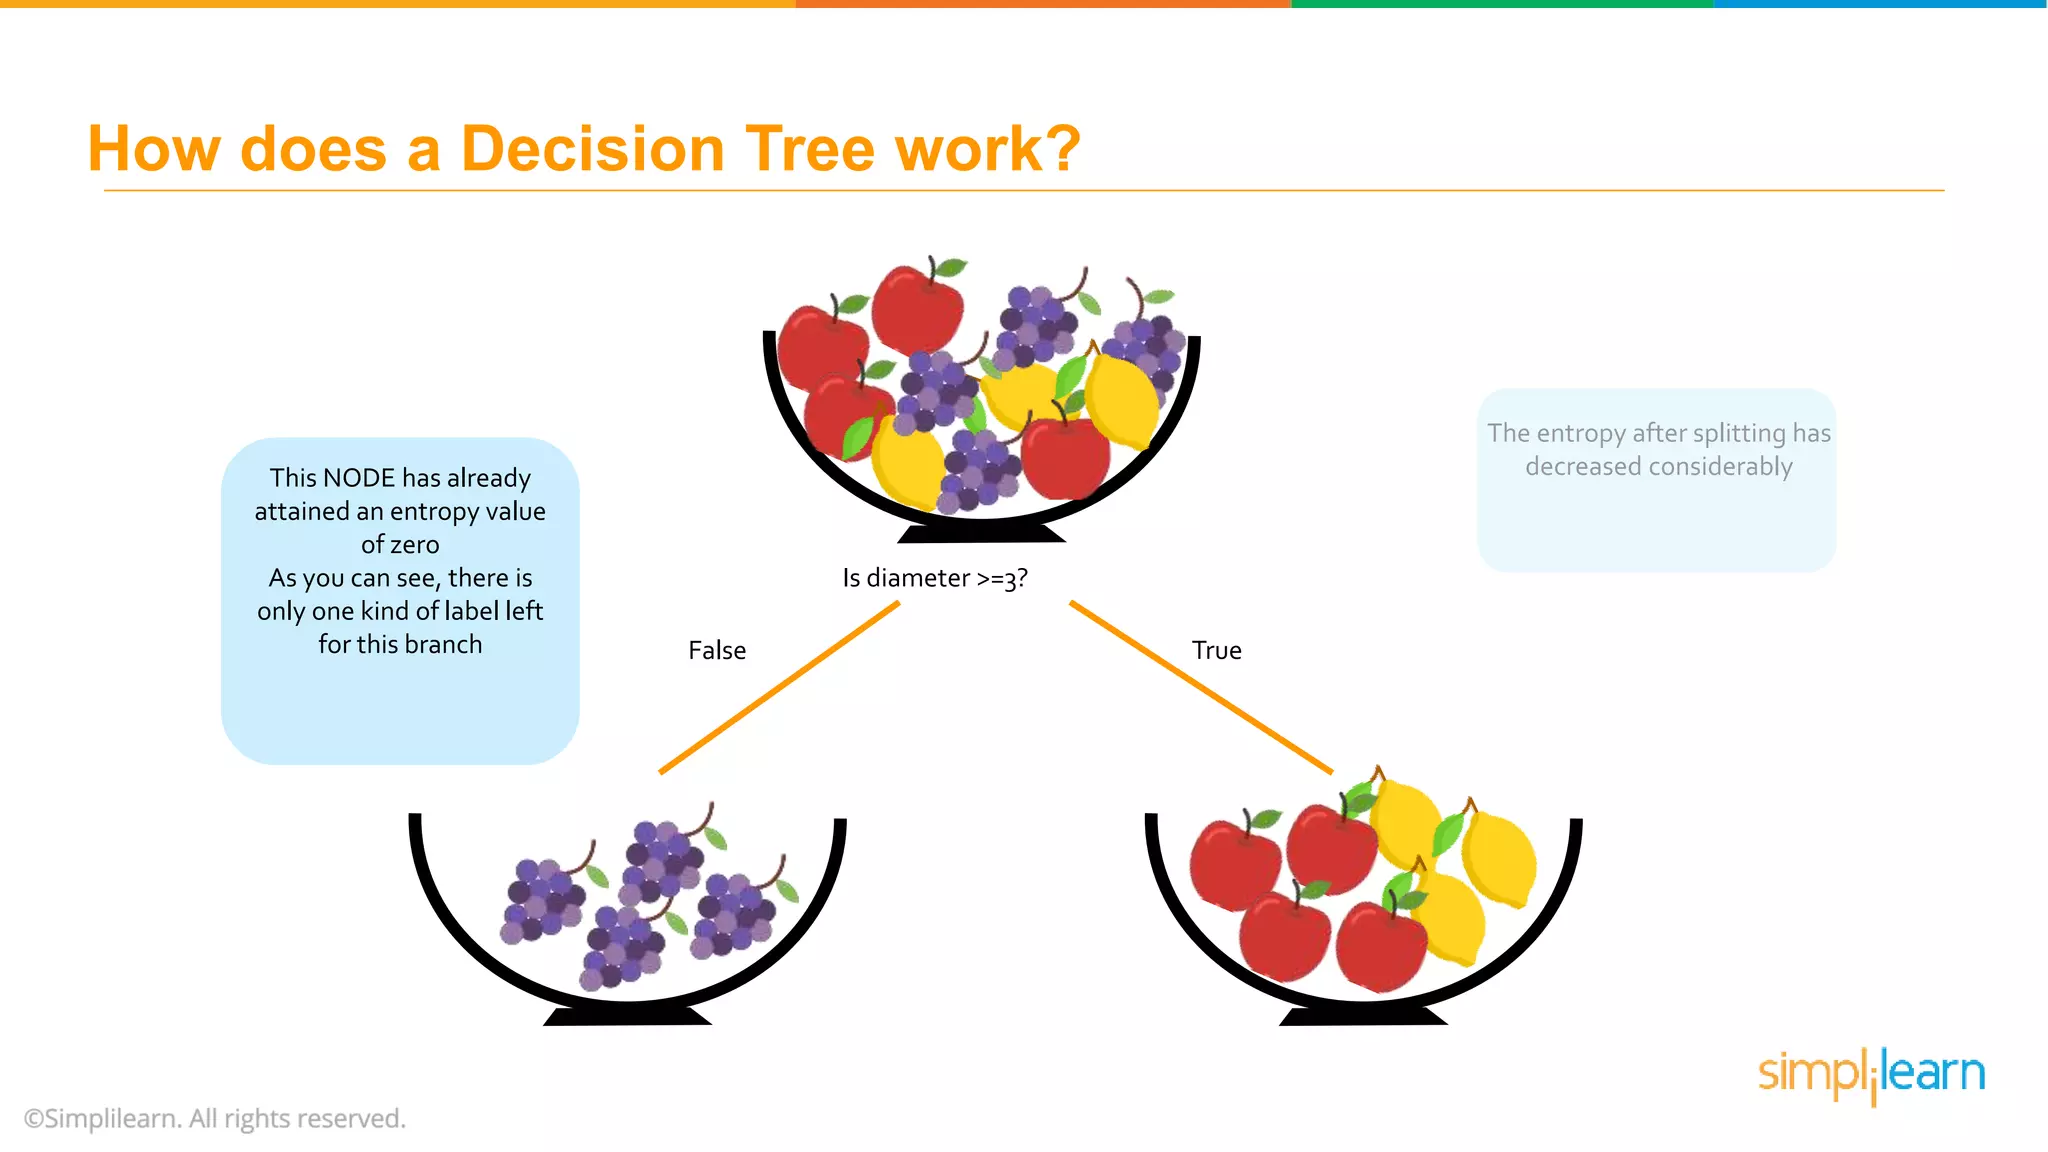 How does a Decision Tree work?
The entropy after splitting has
decreased considerably
This NODE has already
attained an entropy value
of zero
As you can see, there is
only one kind of label left
for this branch
Is diameter >=3?
False
True
simplilearn
©Simplilearn. All rights reserved.